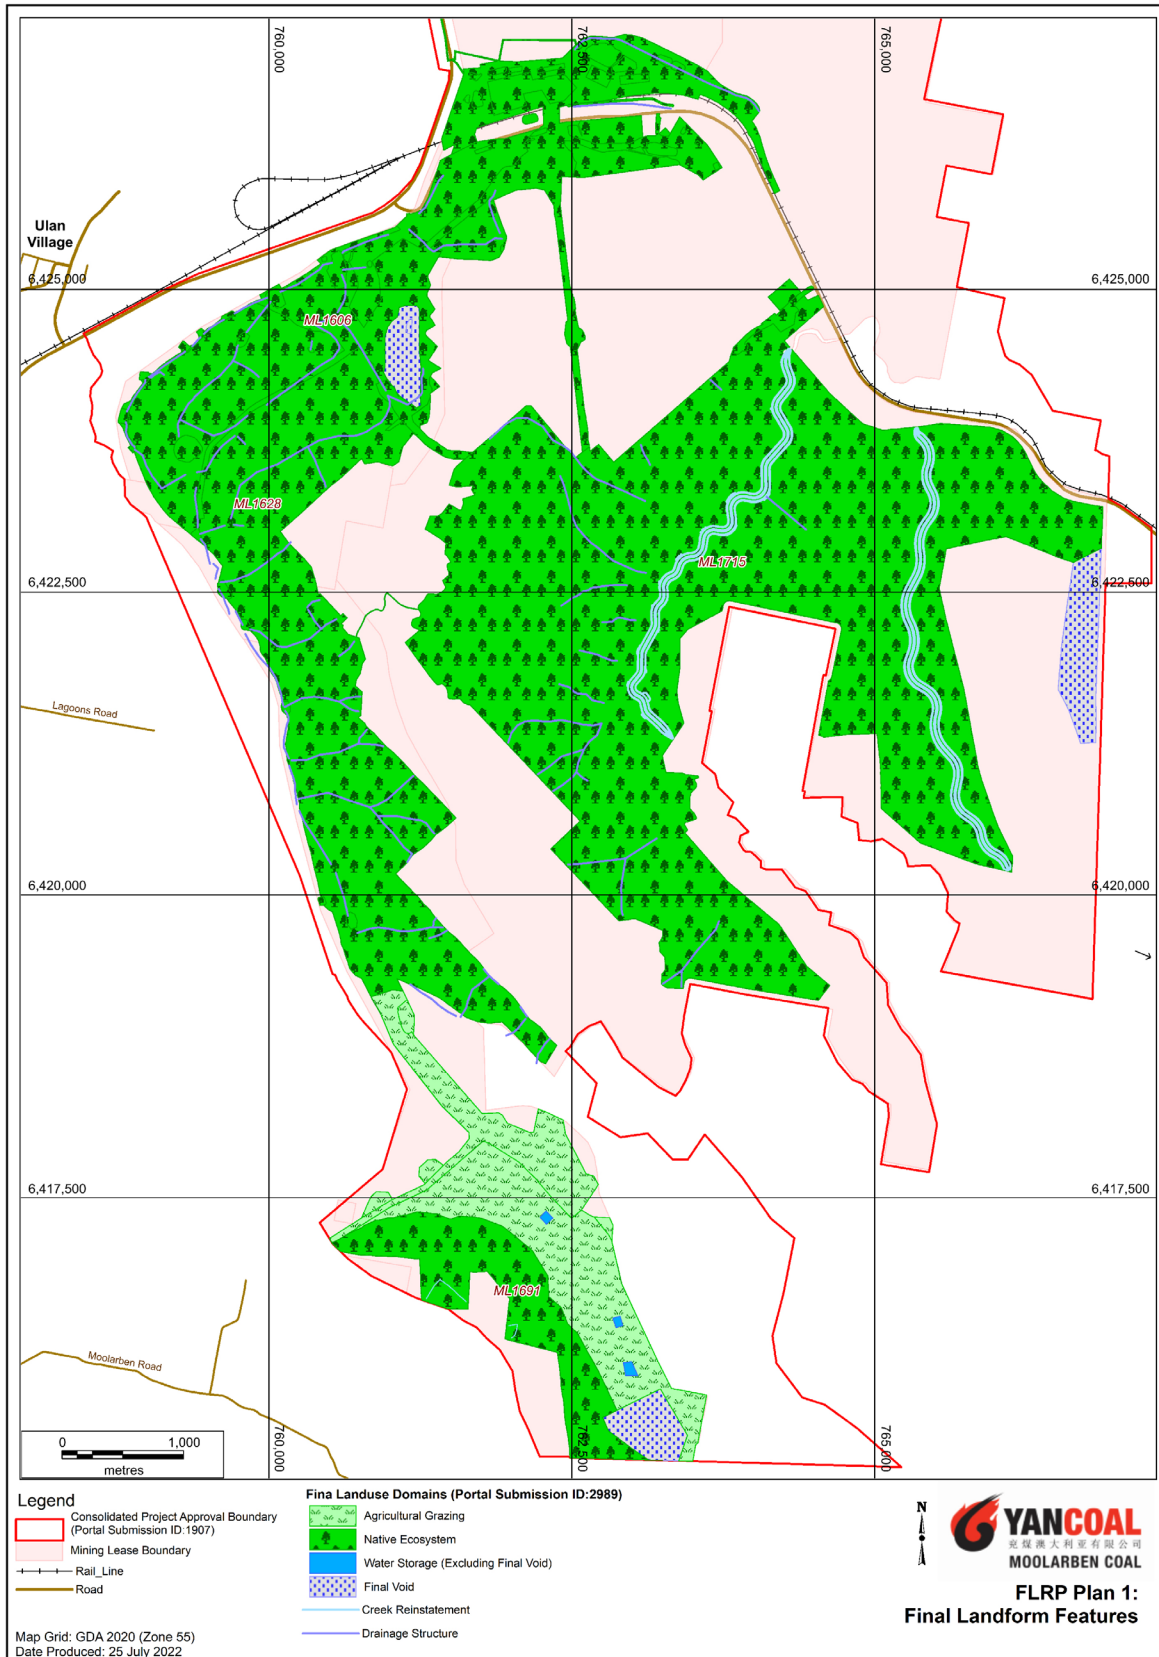 760,000
762,500
765,000
Ulan
Village
6,425,000
6,425,000
ML1606
ML1628
ML1715
6,422,500
6,422,500
Lagoons Road
6,420,000
6,420,000
6,417,500
6,417,500
ML1691
Moolarben Road
0 1,000
metres
760,000
762,500
765,000
Legend
Consolidated Project Approval Boundary
(Portal Submission ID:1907)
Mining Lease Boundary
Rail_Line
Road
Map Grid: GDA 2020 (Zone 55)
Date Produced: 25 July 2022
Fina Landuse Domains (Portal Submission ID:2989)
Agricultural Grazing
Native Ecosystem
Water Storage (Excluding Final Void)
Final Void
Creek Reinstatement
Drainage Structure
N
YANCOAL
兖煤澳大利亚有限公司
MOOLARBEN COAL
FLRP Plan 1:
Final Landform Features